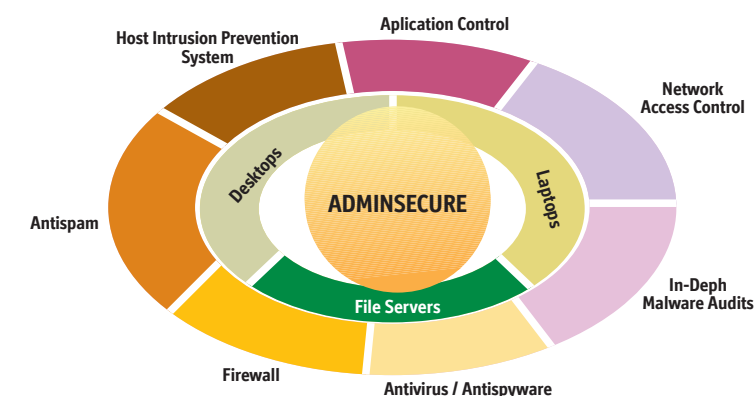 Aplication Control
Host Intrusion Prevention
System
Network
Access Control
Desktops
Laptops
ADMINSECURE
Antispam
In-Deph
Malware Audits
File Servers
Firewall
Antivirus / Antispyware